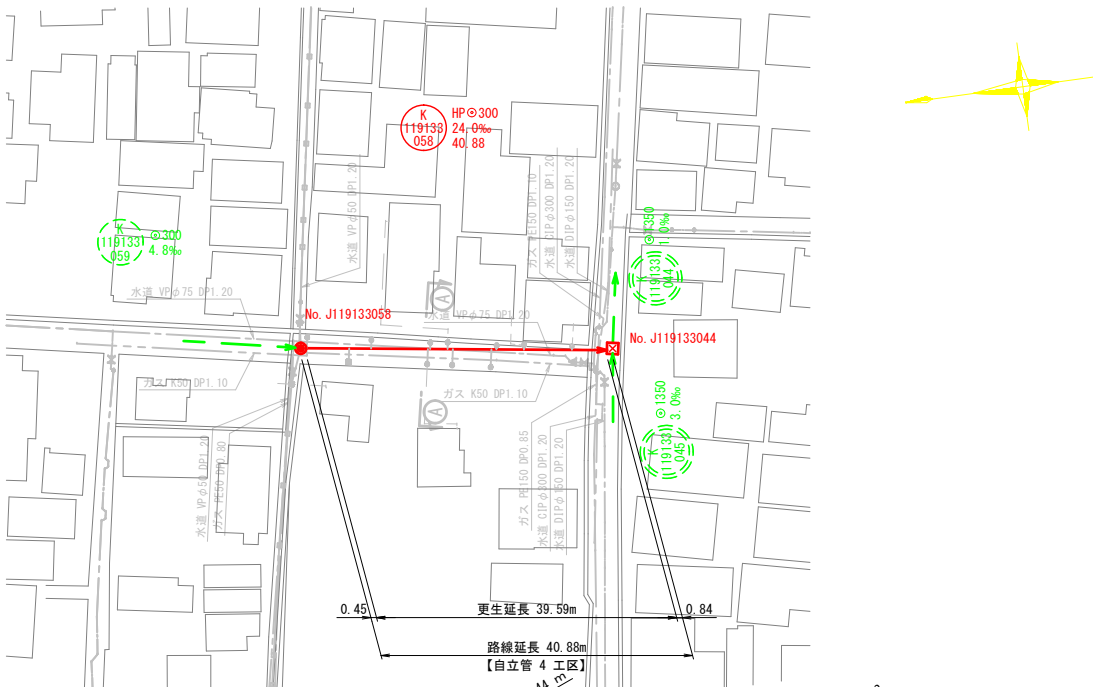 K
119133
058
HP⊙300
24.0‰
40.88
K
119133
059
⊙300
4.8‰
水道 VPφ50 DP1.20
ガス PE150 DP1.10
水道 CIPφ300 DP1.20
水道 DIPφ150 DP1.20
⊙1350
1.0‰
K
119133
044
水道 VPφ75 DP1.20
No. J119133058
A
水道 VPφ75 DP1.20
No. J119133044
ガス K50 DP1.10
ガス K50 DP1.10
A
⊙1350
3.0‰
K
119133
045
水道 VPφ50 DP1.20
ガス PE50 DP0.80
ガス PE150 DP0.85
水道 CIPφ300 DP1.20
水道 DIPφ150 DP1.20
0.45
更生延長 39.59m
0.84
路線延長 40.88m
【自立管 4 工区】